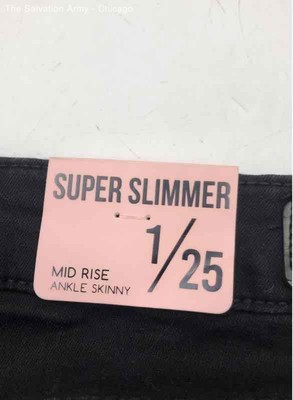 The Salvation Army - Chicago
SUPER SLIMMER
1/25
MID RISE
ANKLE SKINNY